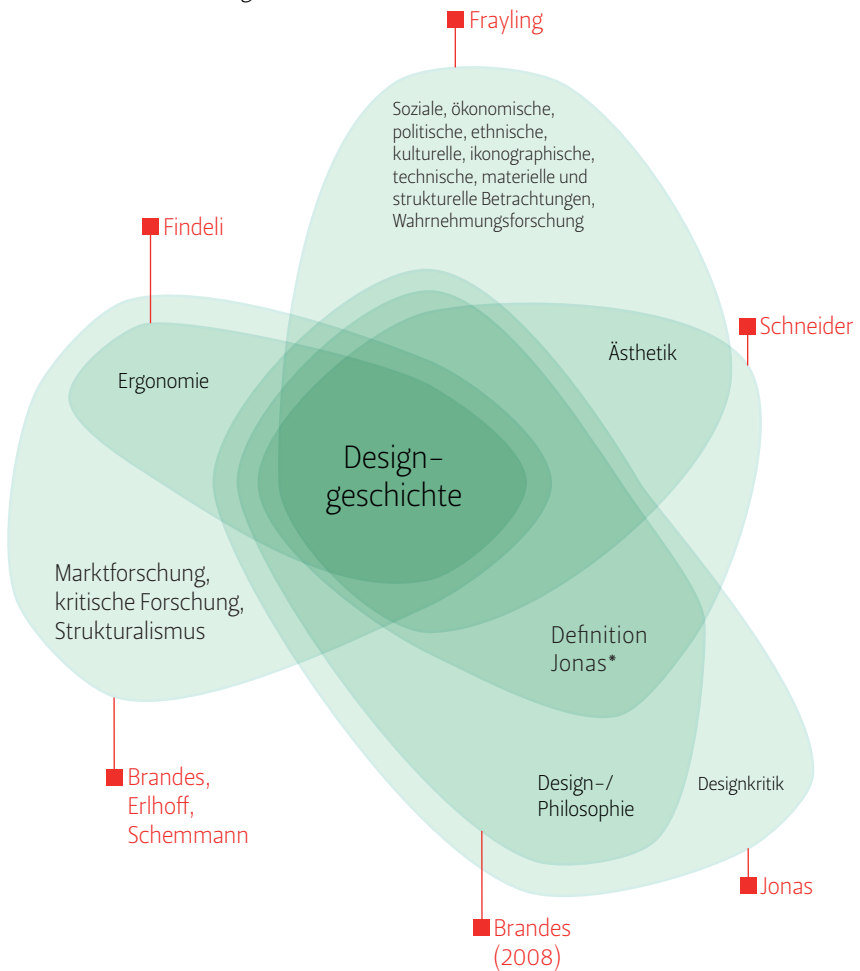 Frayling
Soziale, ökonomische,
politische, ethnische,
kulturelle, ikonographische,
technische, materielle und
strukturelle Betrachtungen,
Wahrnehmungsforschung
Findeli
Schneider
Ästhetik
Ergonomie
Design–
geschichte
Marktforschung,
kritische Forschung,
Strukturalismus
Definition
Jonas*
Brandes,
Erlhoff,
Schemmann
Design–/
Philosophie
Designkritik
Jonas
Brandes
(2008)